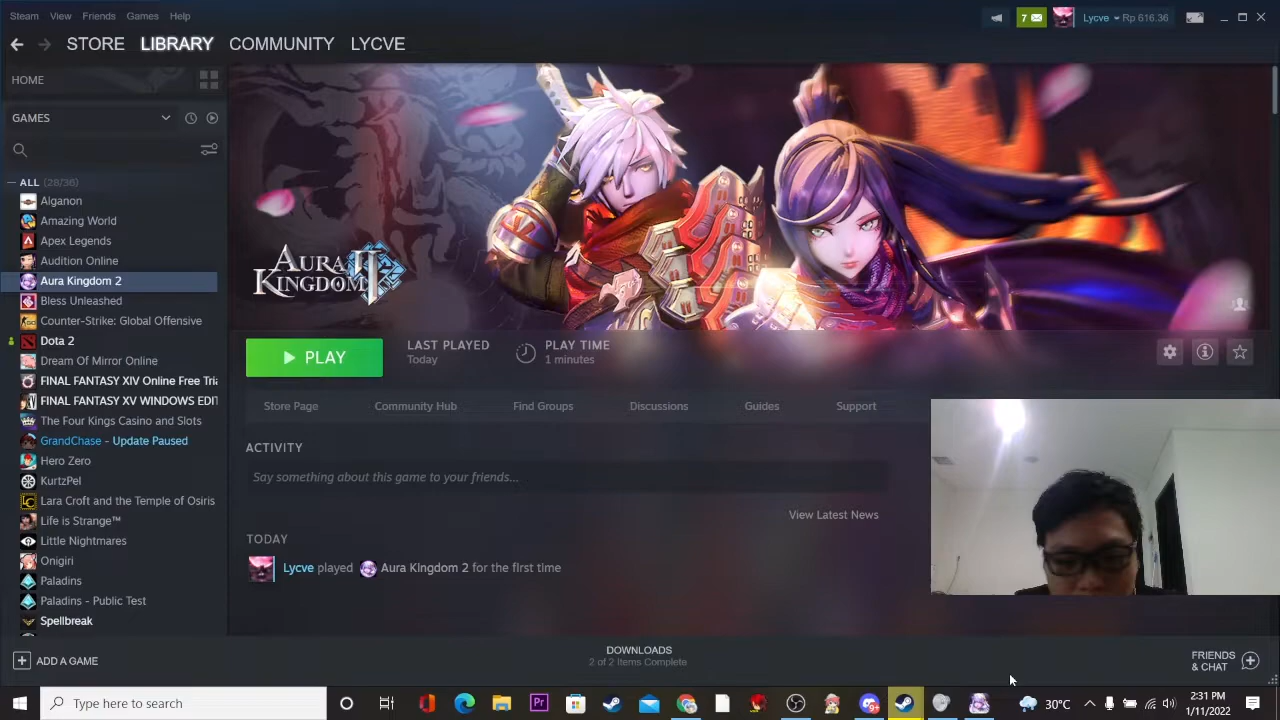 Steam View Friends Games Help
7
Lycve
Rp 616.36
STORE LIBRARY COMMUNITY LYCVE
HOME
GAMES
ALL (28/36)
Alganon
Amazing World
Apex Legends
Audition Online
Aura Kingdom 2
Bless Unleashed
Counter-Strike: Global Offensive
Dota 2
Dream Of Mirror Online
FINAL FANTASY XIV Online Free Tria
FINAL FANTASY XV WINDOWS EDIT
The Four Kings Casino and Slots
GrandChase - Update Paused
Hero Zero
KurtzPel
Lara Croft and the Temple of Osiris
Life is Strange™
Little Nightmares
Onigiri
Paladins
Paladins - Public Test
Spellbreak
AURA
KINGDOM II
PLAY
LAST PLAYED
Today
PLAY TIME
1 minutes
Store Page Community Hub Find Groups Discussions Guides Support
ACTIVITY
Say something about this game to your friends...
View Latest News
TODAY
Lycve played Aura KIngdom 2 for the first time
ADD A GAME
DOWNLOADS
2 of 2 Items Complete
FRIENDS
& CHAT
Type here to search
Pr
30°C
2:31 PM
1/11/2022